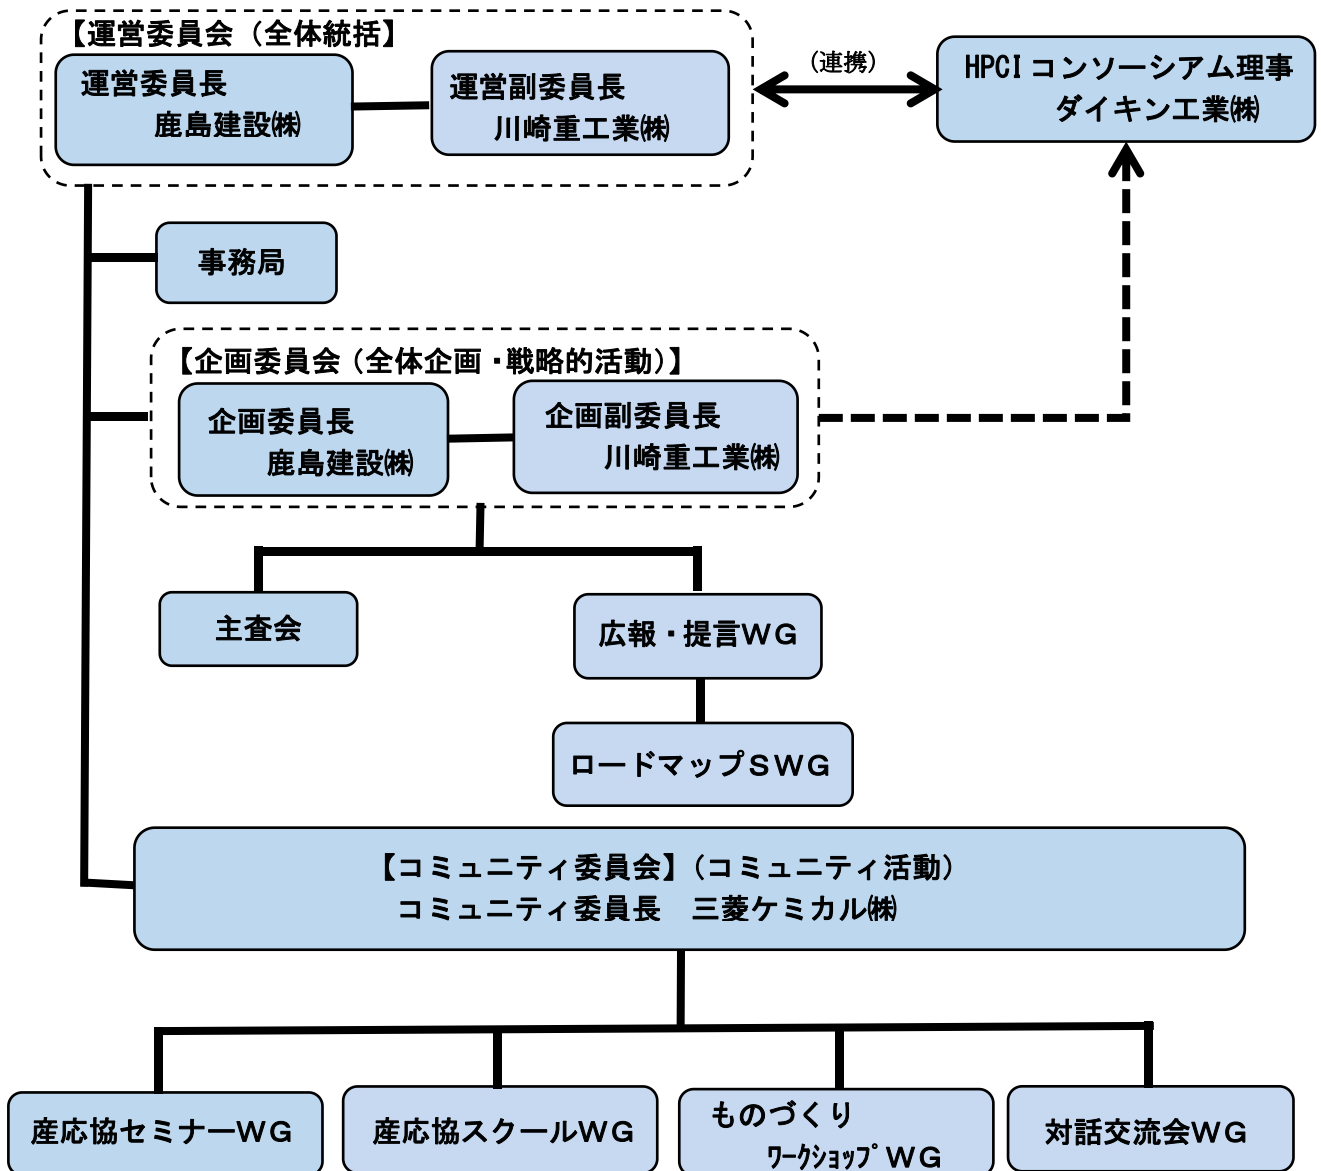 【運営委員会（全体統括】
運営委員長
鹿島建設㈱
運営副委員長
川崎重工業㈱
（連携）
HPCIコンソーシアム理事
ダイキン工業㈱
事務局
【企画委員会（全体企画・戦略的活動）】
企画委員長
鹿島建設㈱
企画副委員長
川崎重工業㈱
主査会
広報・提言ＷＧ
ロードマップＳＷＧ
【コミュニティ委員会】（コミュニティ活動）
コミュニティ委員長　三菱ケミカル㈱
産応協セミナーＷＧ
産応協スクールＷＧ
ものづくり
ﾜｰｸｼｮｯﾌﾟＷＧ
対話交流会ＷＧ